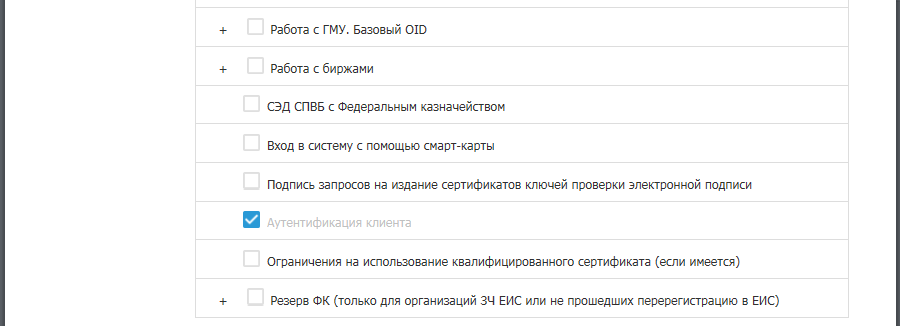 + Работа с ГМУ. Базовый OID
+ Работа с биржами
СЭД СПВБ с Федеральным казначейством
Вход в систему с помощью смарт-карты
Подпись запросов на издание сертификатов ключей проверки электронной подписи
Аутентификация клиента
Ограничения на использование квалифицированного сертификата (если имеется)
+ Резерв ФК (только для организаций ЗЧ ЕИС или не прошедших перерегистрацию в ЕИС)